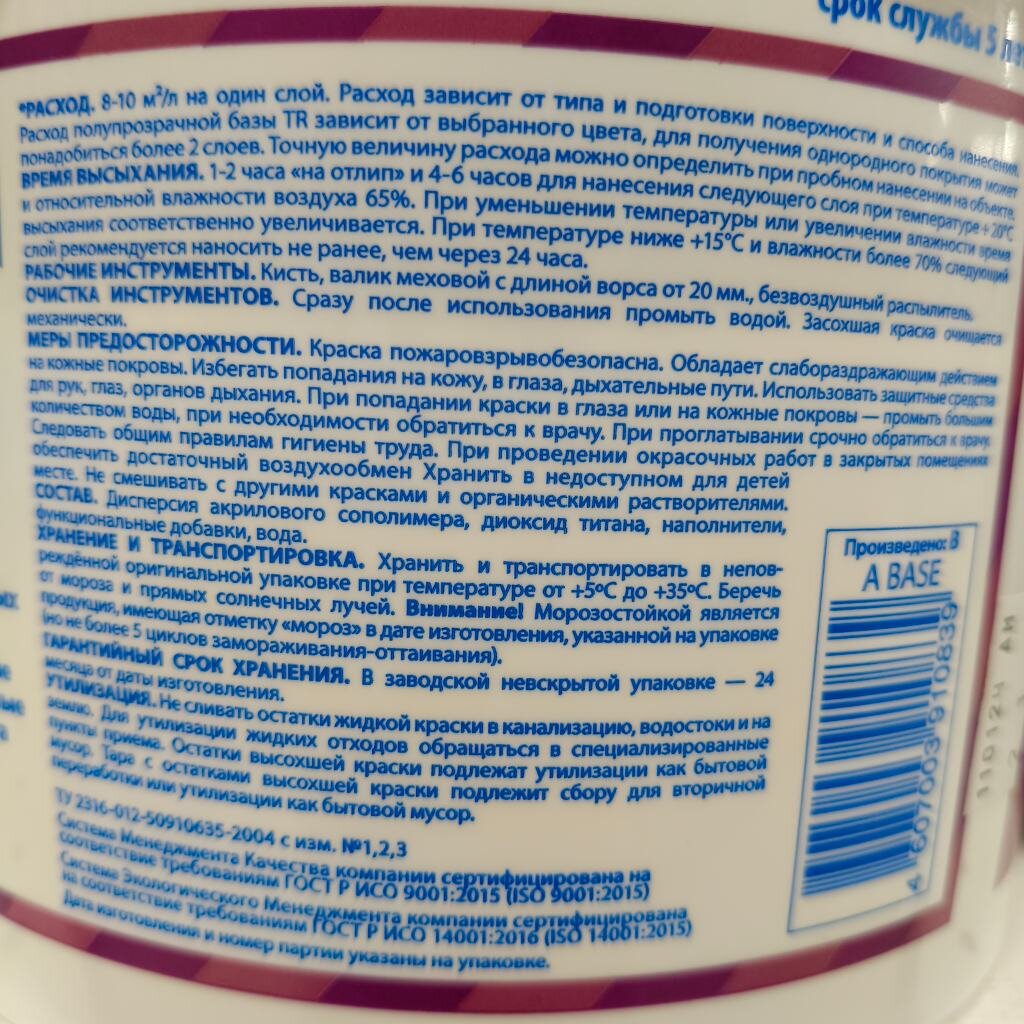 срок службы 5 лет
*РАСХОД. 8-10 м²/л на один слой. Расход зависит от типа и подготовки поверхности и способа нанесения.
Расход полупрозрачной базы TR зависит от выбранного цвета, для получения однородного покрытия может
понадобиться более 2 слоев. Точную величину расхода можно определить при пробном нанесении на объекте.
ВРЕМЯ ВЫСЫХАНИЯ. 1-2 часа «на отлип» и 4-6 часов для нанесения следующего слоя при температуре + 20°С
и относительной влажности воздуха 65%. При уменьшении температуры или увеличении влажности время
высыхания соответственно увеличивается. При температуре ниже +15°С и влажности более 70% следующий
слой рекомендуется наносить не ранее, чем через 24 часа.
РАБОЧИЕ ИНСТРУМЕНТЫ. Кисть, валик меховой с длиной ворса от 20 мм., безвоздушный распылитель.
ОЧИСТКА ИНСТРУМЕНТОВ. Сразу после использования промыть водой. Засохшая краска очищается
механически.
МЕРЫ ПРЕДОСТОРОЖНОСТИ. Краска пожаровзрывобезопасна. Обладает слабораздражающим действием
на кожные покровы. Избегать попадания на кожу, в глаза, дыхательные пути. Использовать защитные средства
для рук, глаз, органов дыхания. При попадании краски в глаза или на кожные покровы — промыть большим
количеством воды, при необходимости обратиться к врачу. При проглатывании срочно обратиться к врачу.
Следовать общим правилам гигиены труда. При проведении окрасочных работ в закрытых помещениях
обеспечить достаточный воздухообмен Хранить в недоступном для детей
месте. Не смешивать с другими красками и органическими растворителями.
СОСТАВ. Дисперсия акрилового сополимера, диоксид титана, наполнители,
функциональные добавки, вода.
ХРАНЕНИЕ И ТРАНСПОРТИРОВКА. Хранить и транспортировать в непов-
реждённой оригинальной упаковке при температуре от +5ºС до +35ºС. Беречь
от мороза и прямых солнечных лучей. Внимание! Морозостойкой является
продукция, имеющая отметку «мороз» в дате изготовления, указанной на упаковке
(но не более 5 циклов замораживания-оттаивания).
ГАРАНТИЙНЫЙ СРОК ХРАНЕНИЯ. В заводской невскрытой упаковке — 24
месяца от даты изготовления.
УТИЛИЗАЦИЯ. Не сливать остатки жидкой краски в канализацию, водостоки и на
землю. Для утилизации жидких отходов обращаться в специализированные
пункты приема. Остатки высохшей краски подлежат утилизации как бытовой
мусор. Тара с остатками высохшей краски подлежит сбору для вторичной
переработки или утилизации как бытовой мусор.
ТУ 2316-012-50910635-2004 с изм. №1,2,3
Система Менеджмента Качества компании сертифицирована на
соответствие требованиям ГОСТ Р ИСО 9001:2015 (ISO 9001:2015)
Система Экологического Менеджмента компании сертифицирована
на соответствие требованиям ГОСТ Р ИСО 14001:2016 (ISO 14001:2015)
Дата изготовления и номер партии указаны на упаковке.
Произведено: В
A BASE
4 607003 910839
110124